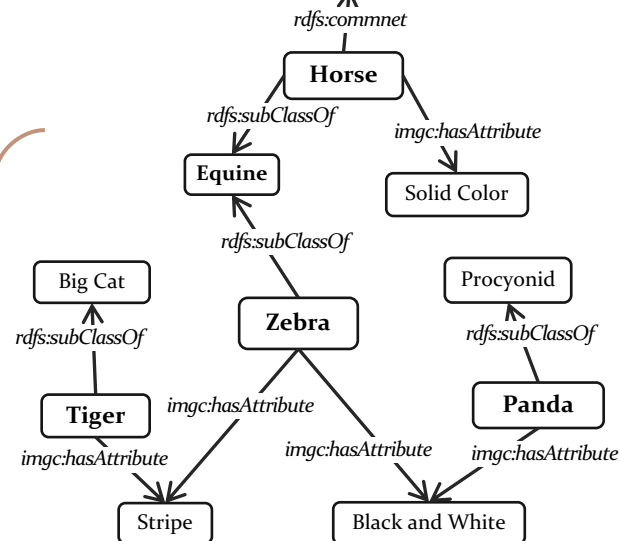 rdfs:commnet
Horse
rdfs:subClassOf
imgc:hasAttribute
Equine
Solid Color
rdfs:subClassOf
Big Cat
Procyonid
Zebra
rdfs:subClassOf
rdfs:subClassOf
Panda
Tiger
imgc:hasAttribute
imgc:hasAttribute
imgc:hasAttribute
imgc:hasAttribute
Stripe
Black and White